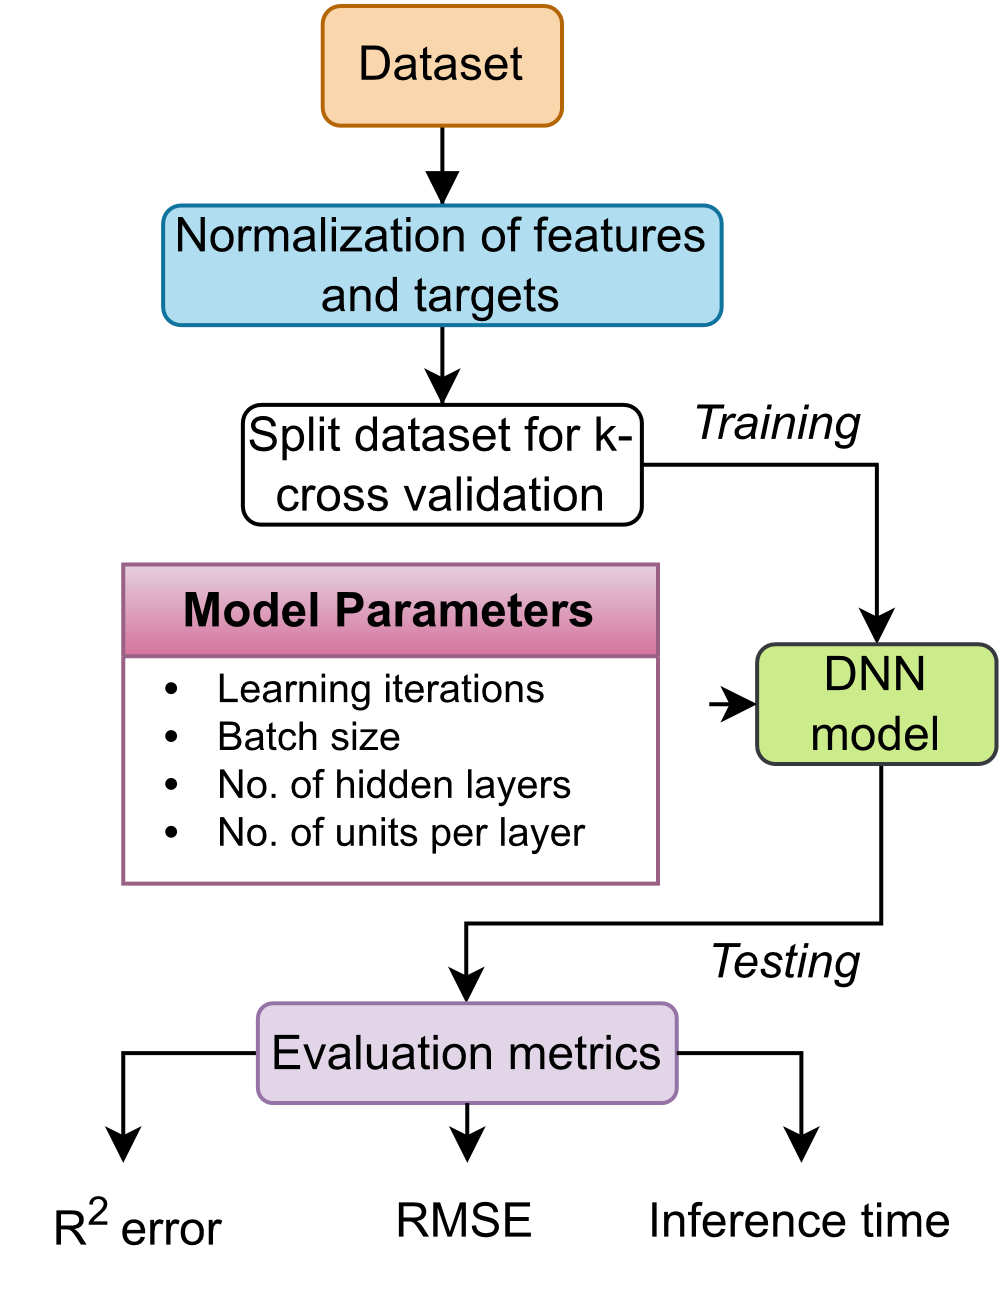 Dataset
Normalization of features
and targets
Split dataset for k-
cross validation
Training
Model Parameters
• Learning iterations
• Batch size
• No. of hidden layers
• No. of units per layer
DNN
model
Testing
Evaluation metrics
R² error
RMSE
Inference time